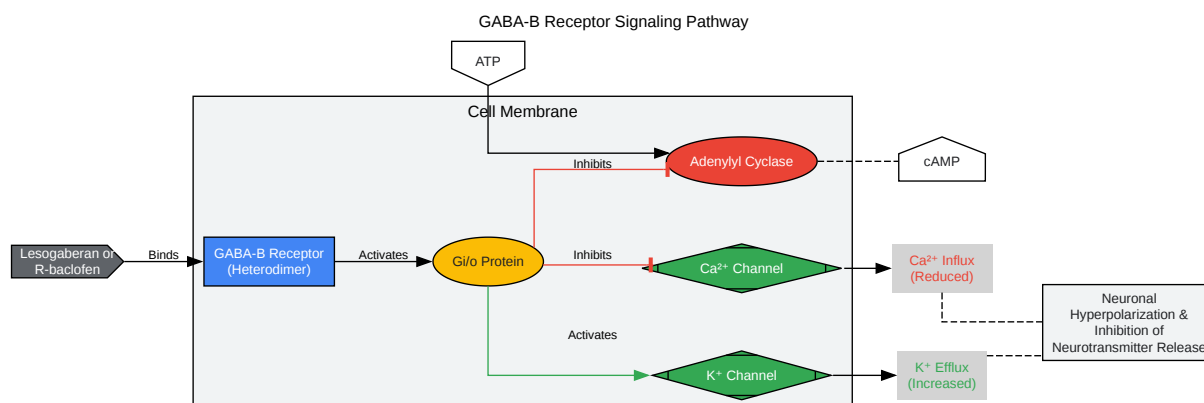 GABA-B Receptor Signaling Pathway
ATP
Cell Membrane
Inhibits
Adenylyl Cyclase
cAMP
Lesogaberan or
R-baclofen
Binds
GABA-B Receptor
(Heterodimer)
Activates
Gi/o Protein
Inhibits
Ca²⁺ Channel
Ca²⁺ Influx
(Reduced)
Neuronal
Hyperpolarization &
Inhibition of
Neurotransmitter Release
Activates
K⁺ Channel
K⁺ Efflux
(Increased)